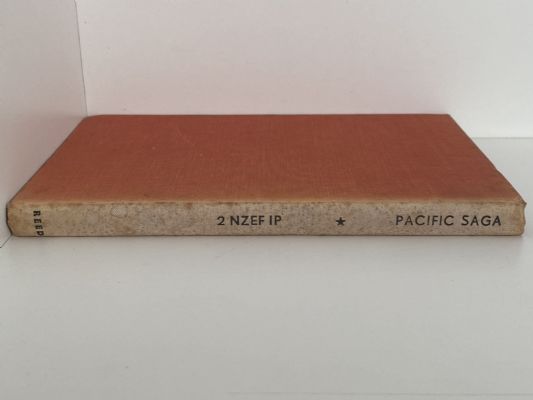 REED
2 NZEF IP ★ PACIFIC SAGA